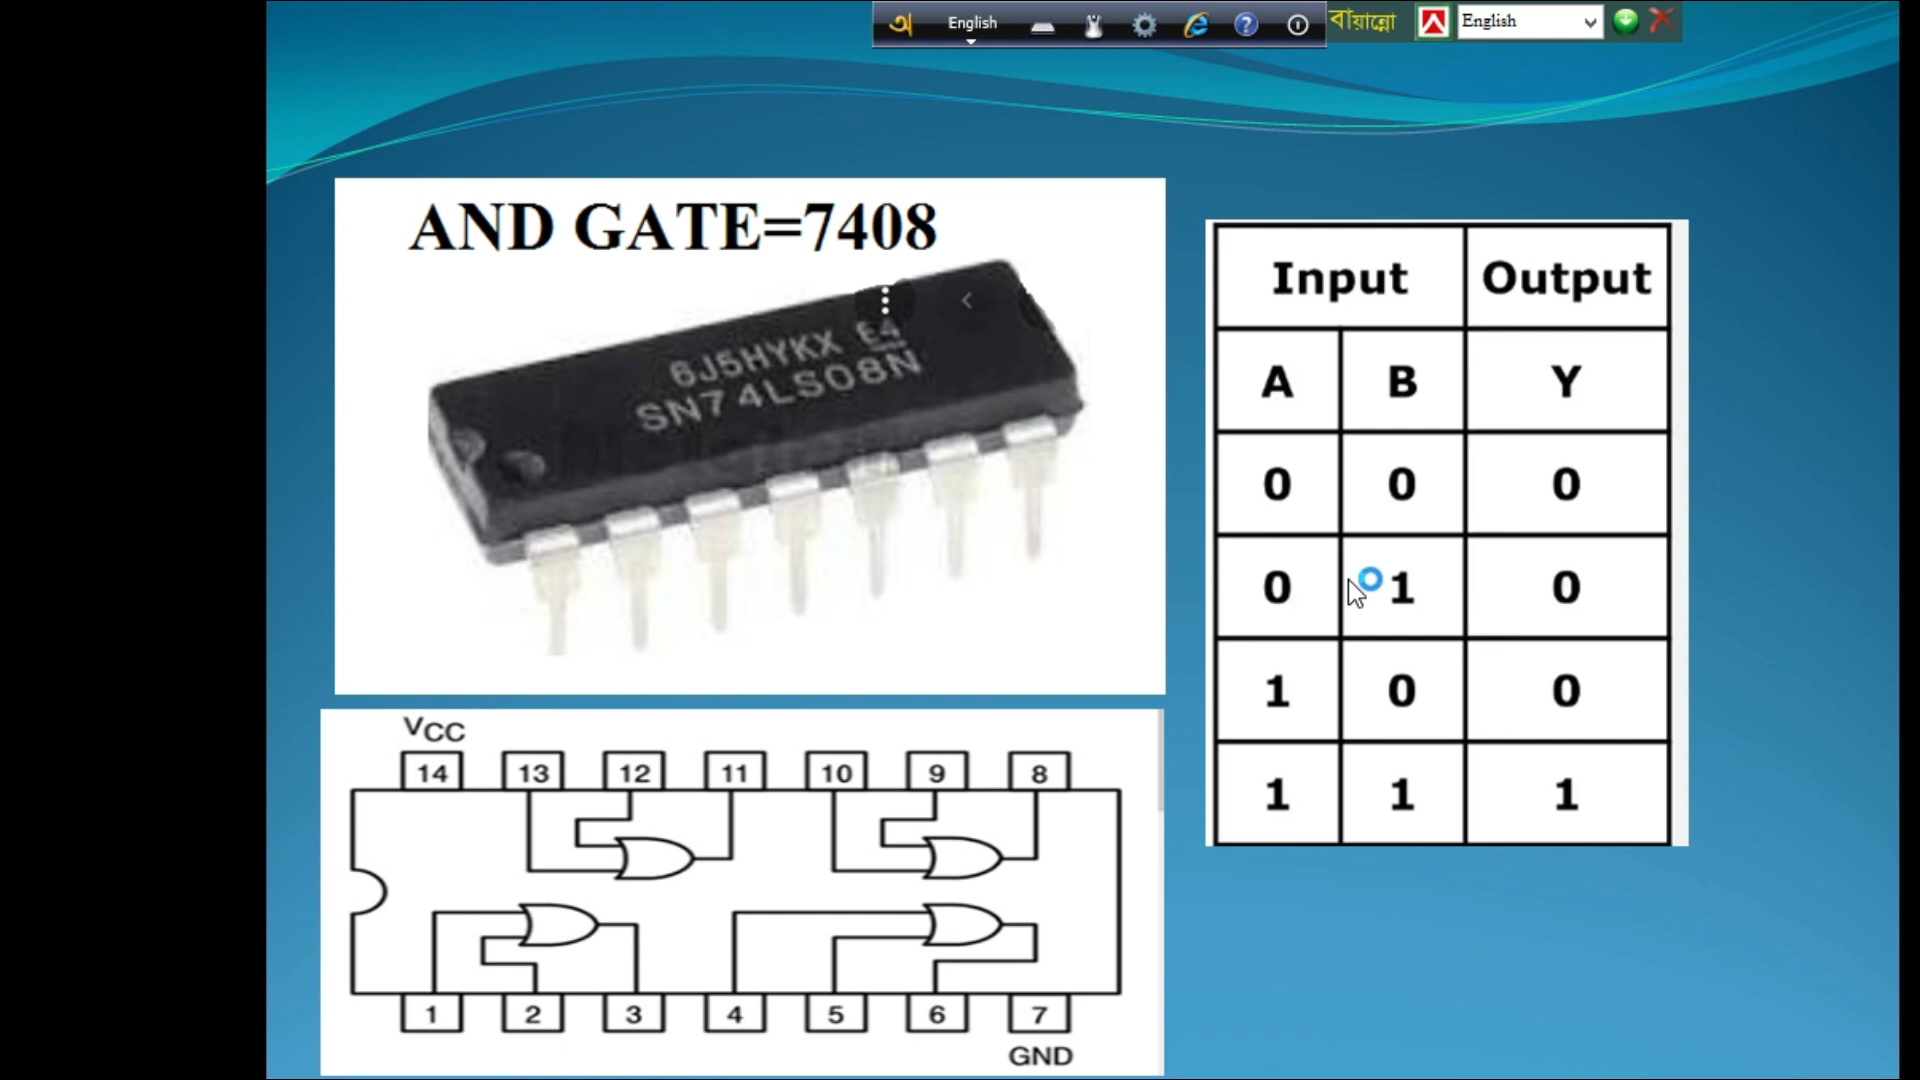 English
বায়ান্নো
English
AND GATE=7408
6J5HYKX E4
SN74LS08N
Input Output
A B Y
0 0 0
0 1 0
1 0 0
1 1 1
VCC
14 13 12 11 10 9 8
1 2 3 4 5 6 7
GND